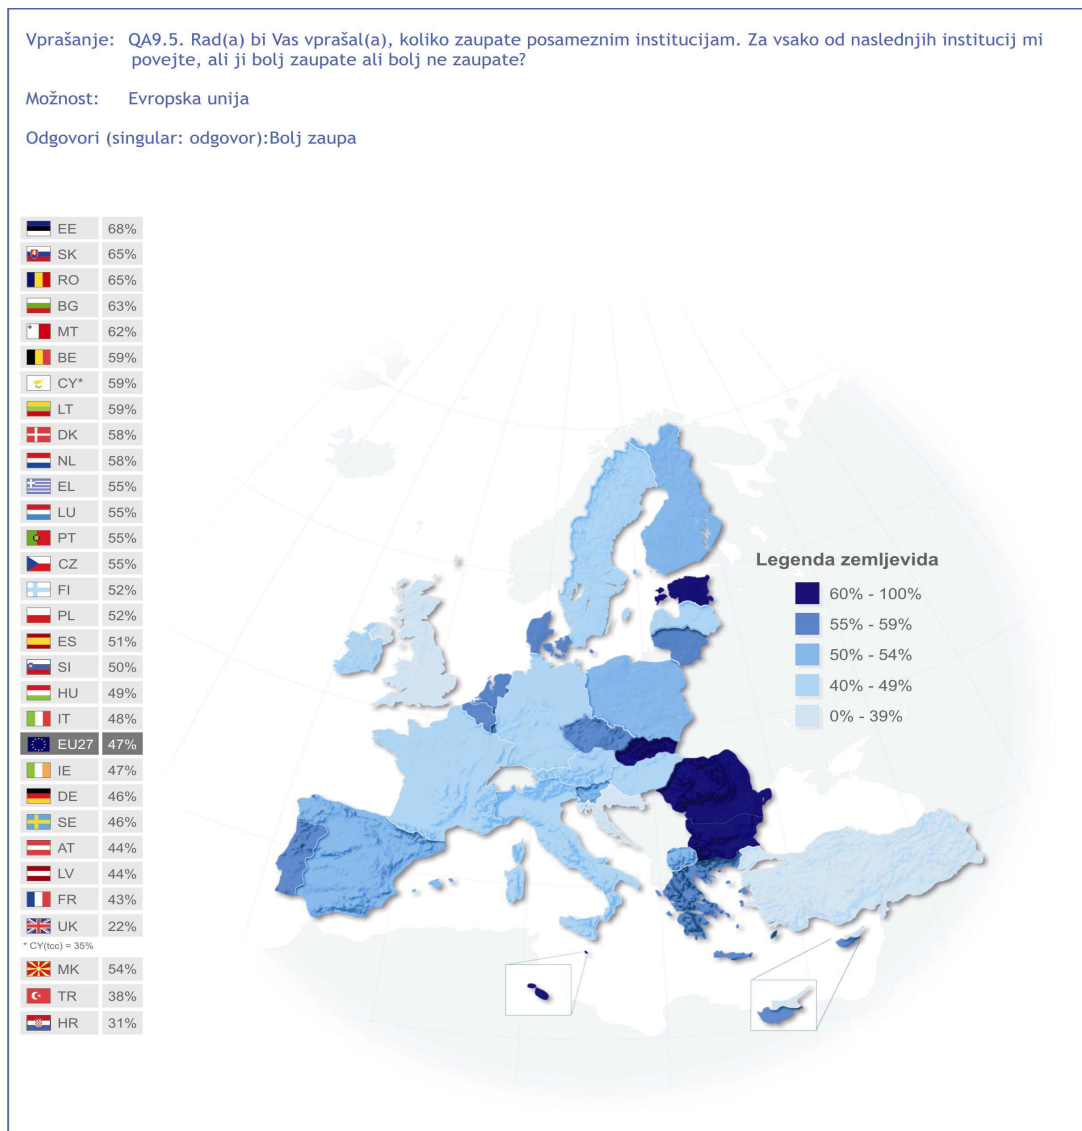 Vprašanje: QA9.5. Rad(a) bi Vas vprašal(a), koliko zaupate posameznim institucijam. Za vsako od naslednjih institucij mi
povejte, ali ji bolj zaupate ali bolj ne zaupate?
Možnost: Evropska unija
Odgovori (singular: odgovor):Bolj zaupa
EE 68%
SK 65%
RO 65%
BG 63%
MT 62%
BE 59%
CY* 59%
LT 59%
DK 58%
NL 58%
EL 55%
LU 55%
PT 55%
CZ 55%
FI 52%
PL 52%
ES 51%
SI 50%
HU 49%
IT 48%
EU27 47%
IE 47%
DE 46%
SE 46%
AT 44%
LV 44%
FR 43%
UK 22%
* CY(tcc) = 35%
MK 54%
TR 38%
HR 31%
Legenda zemljevida
60% - 100%
55% - 59%
50% - 54%
40% - 49%
0% - 39%